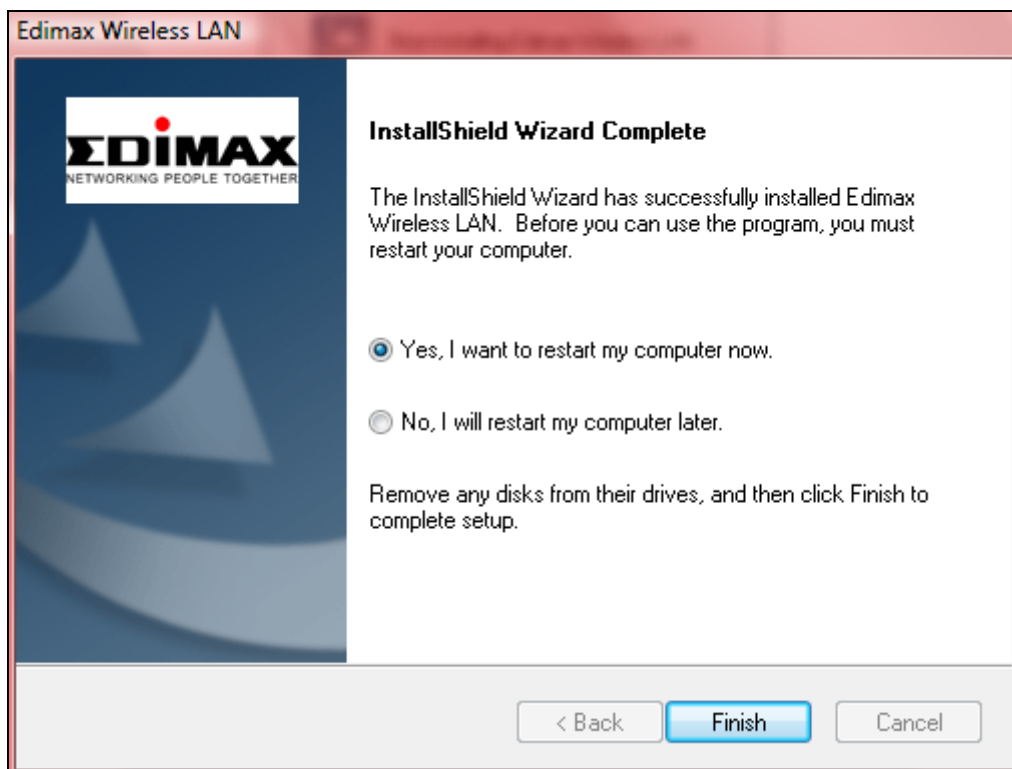 Edimax Wireless LAN
EDIMAX
NETWORKING PEOPLE TOGETHER
InstallShield Wizard Complete
The InstallShield Wizard has successfully installed Edimax
Wireless LAN. Before you can use the program, you must
restart your computer.
Yes, I want to restart my computer now.
No, I will restart my computer later.
Remove any disks from their drives, and then click Finish to
complete setup.
< Back
Finish
Cancel